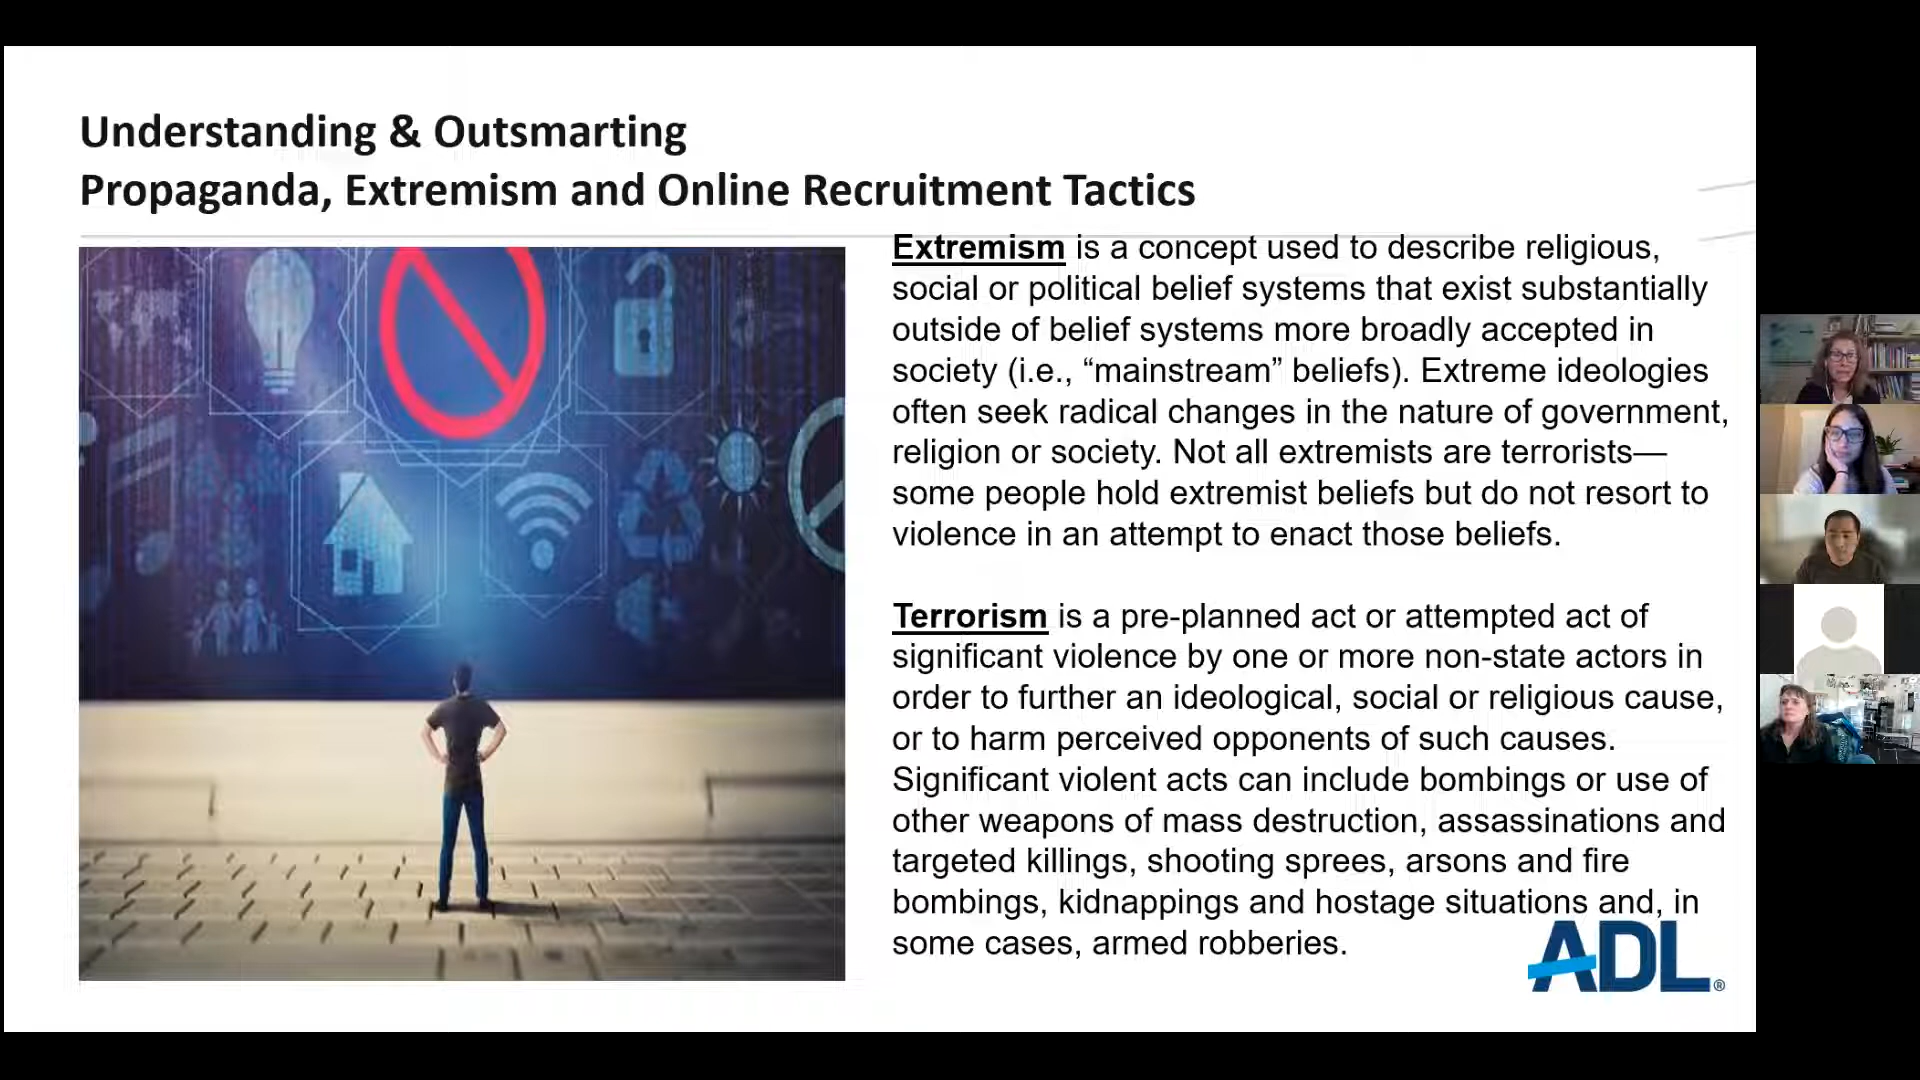 Understanding & Outsmarting
Propaganda, Extremism and Online Recruitment Tactics
Extremism is a concept used to describe religious,
social or political belief systems that exist substantially
outside of belief systems more broadly accepted in
society (i.e., “mainstream” beliefs). Extreme ideologies
often seek radical changes in the nature of government,
religion or society. Not all extremists are terrorists—
some people hold extremist beliefs but do not resort to
violence in an attempt to enact those beliefs.
Terrorism is a pre-planned act or attempted act of
significant violence by one or more non-state actors in
order to further an ideological, social or religious cause,
or to harm perceived opponents of such causes.
Significant violent acts can include bombings or use of
other weapons of mass destruction, assassinations and
targeted killings, shooting sprees, arsons and fire
bombings, kidnappings and hostage situations and, in
some cases, armed robberies.
ADL®